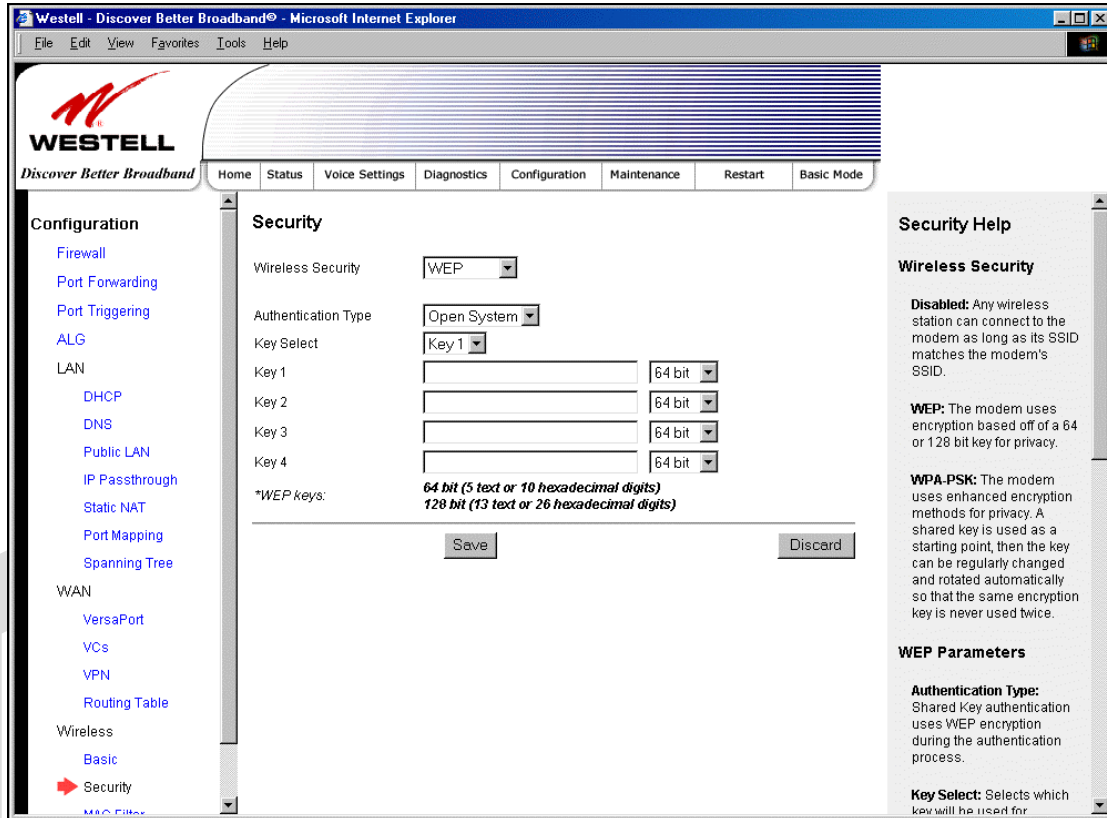 Westell - Discover Better Broadband® - Microsoft Internet Explorer
File Edit View Favorites Tools Help
WESTELL
Discover Better Broadband
Home Status Voice Settings Diagnostics Configuration Maintenance Restart Basic Mode
Configuration
Firewall
Port Forwarding
Port Triggering
ALG
LAN
DHCP
DNS
Public LAN
IP Passthrough
Static NAT
Port Mapping
Spanning Tree
WAN
VersaPort
VCs
VPN
Routing Table
Wireless
Basic
Security
MAC Filter
Security
Wireless Security WEP
Authentication Type Open System
Key Select Key 1
Key 1 64 bit
Key 2 64 bit
Key 3 64 bit
Key 4 64 bit
*WEP keys: 64 bit (5 text or 10 hexadecimal digits)
128 bit (13 text or 26 hexadecimal digits)
Save Discard
Security Help
Wireless Security
Disabled: Any wireless
station can connect to the
modem as long as its SSID
matches the modem's
SSID.
WEP: The modem uses
encryption based off of a 64
or 128 bit key for privacy.
WPA-PSK: The modem
uses enhanced encryption
methods for privacy. A
shared key is used as a
starting point, then the key
can be regularly changed
and rotated automatically
so that the same encryption
key is never used twice.
WEP Parameters
Authentication Type:
Shared Key authentication
uses WEP encryption
during the authentication
process.
Key Select: Selects which
key will be used for